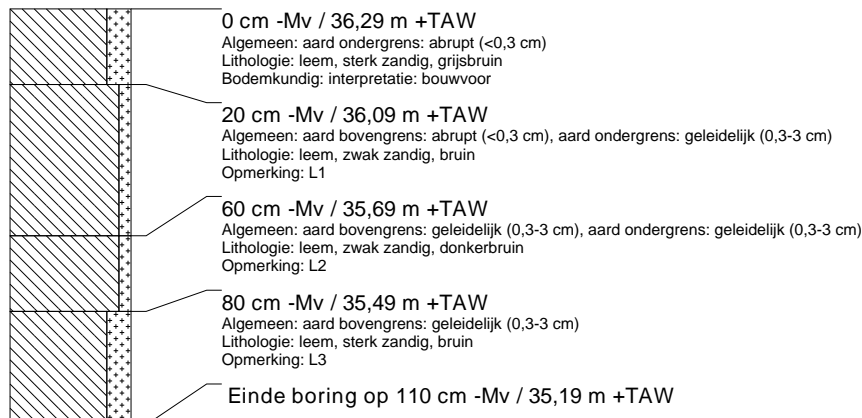 0 cm -Mv / 36,29 m +TAW
Algemeen: aard ondergrens: abrupt (<0,3 cm)
Lithologie: leem, sterk zandig, grijsbruin
Bodemkundig: interpretatie: bouwvoor
20 cm -Mv / 36,09 m +TAW
Algemeen: aard bovengrens: abrupt (<0,3 cm), aard ondergrens: geleidelijk (0,3-3 cm)
Lithologie: leem, zwak zandig, bruin
Opmerking: L1
60 cm -Mv / 35,69 m +TAW
Algemeen: aard bovengrens: geleidelijk (0,3-3 cm), aard ondergrens: geleidelijk (0,3-3 cm)
Lithologie: leem, zwak zandig, donkerbruin
Opmerking: L2
80 cm -Mv / 35,49 m +TAW
Algemeen: aard bovengrens: geleidelijk (0,3-3 cm)
Lithologie: leem, sterk zandig, bruin
Opmerking: L3
Einde boring op 110 cm -Mv / 35,19 m +TAW